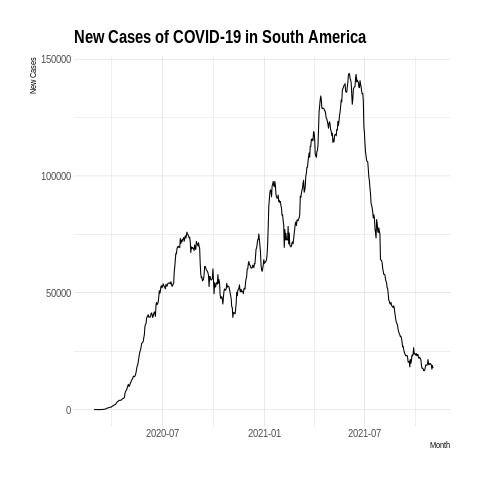 New Cases of COVID-19 in South America
New Cases
150000
100000
50000
0
2020-07
2021-01
2021-07
Month